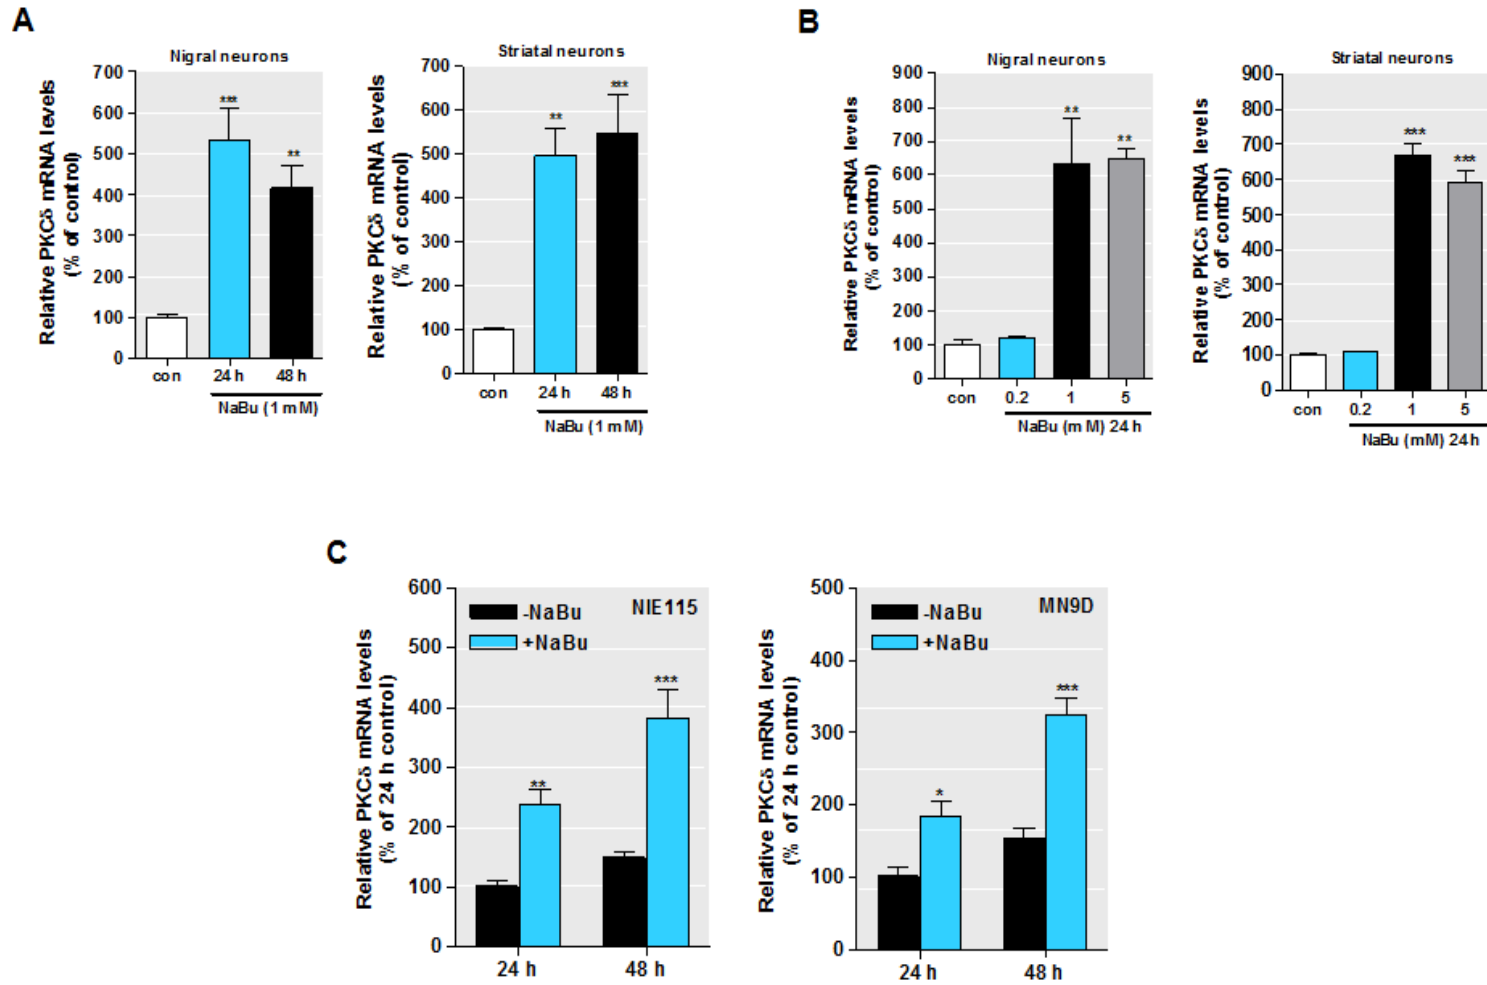 A
Nigral neurons
Relative PKCδ mRNA levels
(% of control)
700
600
500
400
300
200
100
0
***
**
con
24 h
48 h
NaBu (1 mM)
Striatal neurons
Relative PKCδ mRNA levels
(% of control)
700
600
500
400
300
200
100
0
**
***
con
24 h
48 h
NaBu (1 mM)
B
Nigral neurons
Relative PKCδ mRNA levels
(% of control)
900
800
700
600
500
400
300
200
100
0
**
**
con
0.2
1
5
NaBu (mM) 24 h
Striatal neurons
Relative PKCδ mRNA levels
(% of control)
900
800
700
600
500
400
300
200
100
0
***
***
con
0.2
1
5
NaBu (mM) 24 h
C
Relative PKCδ mRNA levels
(% of 24 h control)
600
500
400
300
200
100
0
-NaBu
+NaBu
NIE115
**
***
24 h
48 h
Relative PKCδ mRNA levels
(% of 24 h control)
500
400
300
200
100
0
-NaBu
+NaBu
MN9D
*
***
24 h
48 h